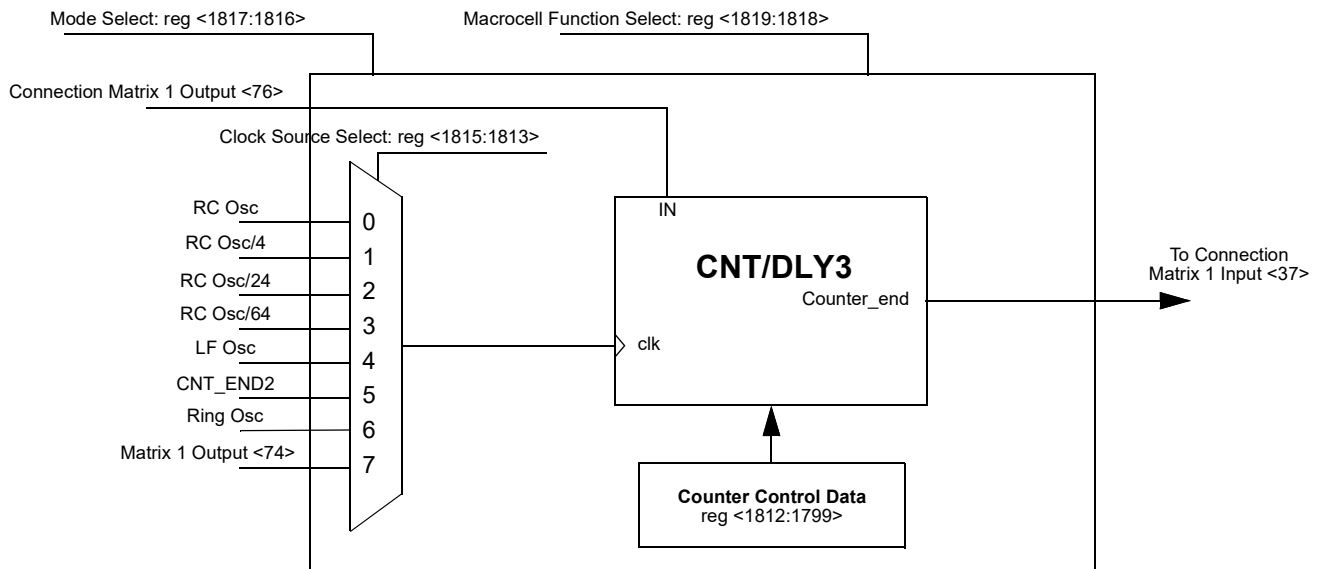 Mode Select: reg <1817:1816>
Macrocell Function Select: reg <1819:1818>
Connection Matrix 1 Output <76>
Clock Source Select: reg <1815:1813>
RC Osc
0
RC Osc/4
1
RC Osc/24
2
RC Osc/64
3
LF Osc
4
CNT_END2
5
Ring Osc
6
Matrix 1 Output <74>
7
IN
CNT/DLY3
Counter_end
clk
To Connection
Matrix 1 Input <37>
Counter Control Data
reg <1812:1799>